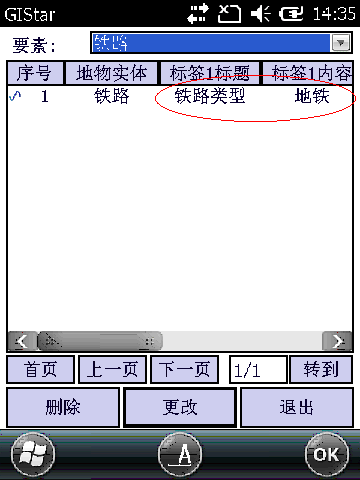 GIStar 14:35
要素: 铁路
序号 地物实体 标签1标题 标签1内容
1 铁路 铁路类型 地铁
首页 上一页 下一页 1/1 转到
删除 更改 退出
A OK